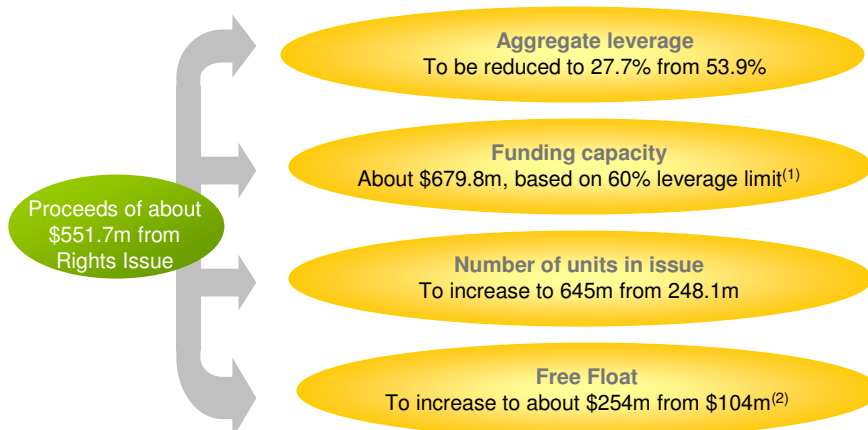 Aggregate leverage
To be reduced to 27.7% from 53.9%
Funding capacity
About $679.8m, based on 60% leverage limit(1)
Proceeds of about
$551.7m from
Rights Issue
Number of units in issue
To increase to 645m from 248.1m
Free Float
To increase to about $254m from $104m(2)